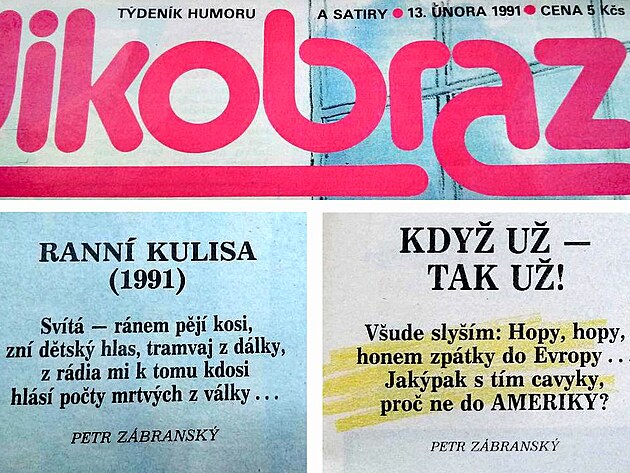 TÝDENÍK HUMORU A SATIRY ● 13. ÚNORA 1991 ● CENA 5 Kčs
Dikobraz
RANNÍ KULISA
(1991)
Svítá — ránem pějí kosi,
zní dětský hlas, tramvaj z dálky,
z rádia mi k tomu kdosi
hlásí počty mrtvých z války . . .
PETR ZÁBRANSKÝ
KDYŽ UŽ —
TAK UŽ!
Všude slyším: Hopy, hopy,
honem zpátky do Evropy . . .
Jakýpak s tím cavyky,
proč ne do AMERIKY?
PETR ZÁBRANSKÝ